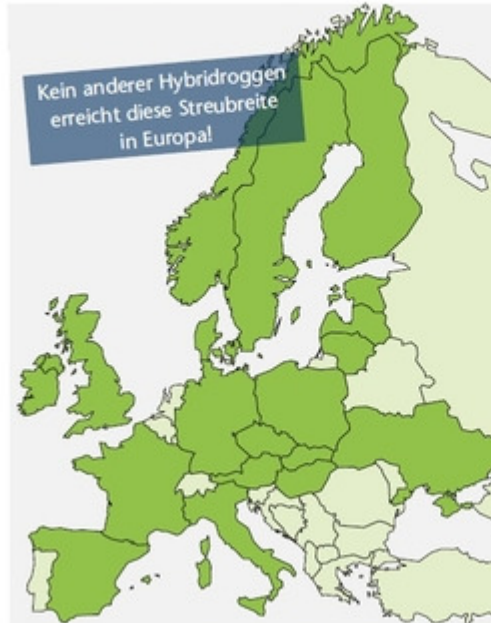 Kein anderer Hybridroggen
erreicht diese Streubreite
in Europa!